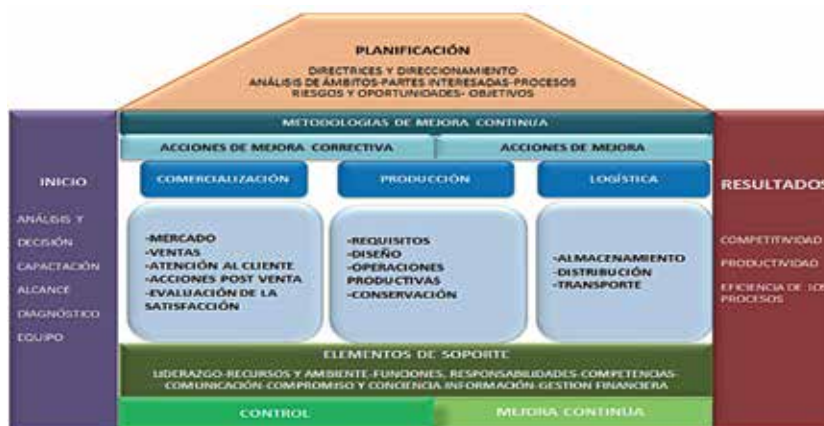 PLANIFICACIÓN
DIRECTRICES Y DIRECCIONAMIENTO
ANÁLISIS DE ÁMBITOS-PARTES INTERESADAS-PROCESOS
RIESGOS Y OPORTUNIDADES- OBJETIVOS
METODOLOGÍAS DE MEJORA CONTINUA
ACCIONES DE MEJORA CORRECTIVA
ACCIONES DE MEJORA
INICIO
ANÁLISIS Y
DECISIÓN
CAPACTACIÓN
ALCANCE
DIAGNÓSTICO
EQUIPO
COMERCIALIZACIÓN
-MERCADO
-VENTAS
-ATENCIÓN AL CLIENTE
-ACCIONES POST VENTA
-EVALUACIÓN DE LA
SATISFACCIÓN
PRODUCCIÓN
-REQUISITOS
-DISEÑO
-OPERACIONES
PRODUCTIVAS
-CONSERVACIÓN
LOGÍSTICA
-ALMACENAMIENTO
-DISTRIBUCIÓN
-TRANSPORTE
RESULTADOS
COMPETITIVIDAD
PRODUCTIVIDAD
EFICIENCIA DE LOS
PROCESOS
ELEMENTOS DE SOPORTE
LIDERAZGO-RECURSOS Y AMBIENTE-FUNCIONES, RESPONSABILIDADES-COMPETENCIAS-
COMUNICACIÓN-COMPROMISO Y CONCIENCIA INFORMACIÓN-GESTION FINANCIERA
CONTROL
MEJORA CONTINÚA